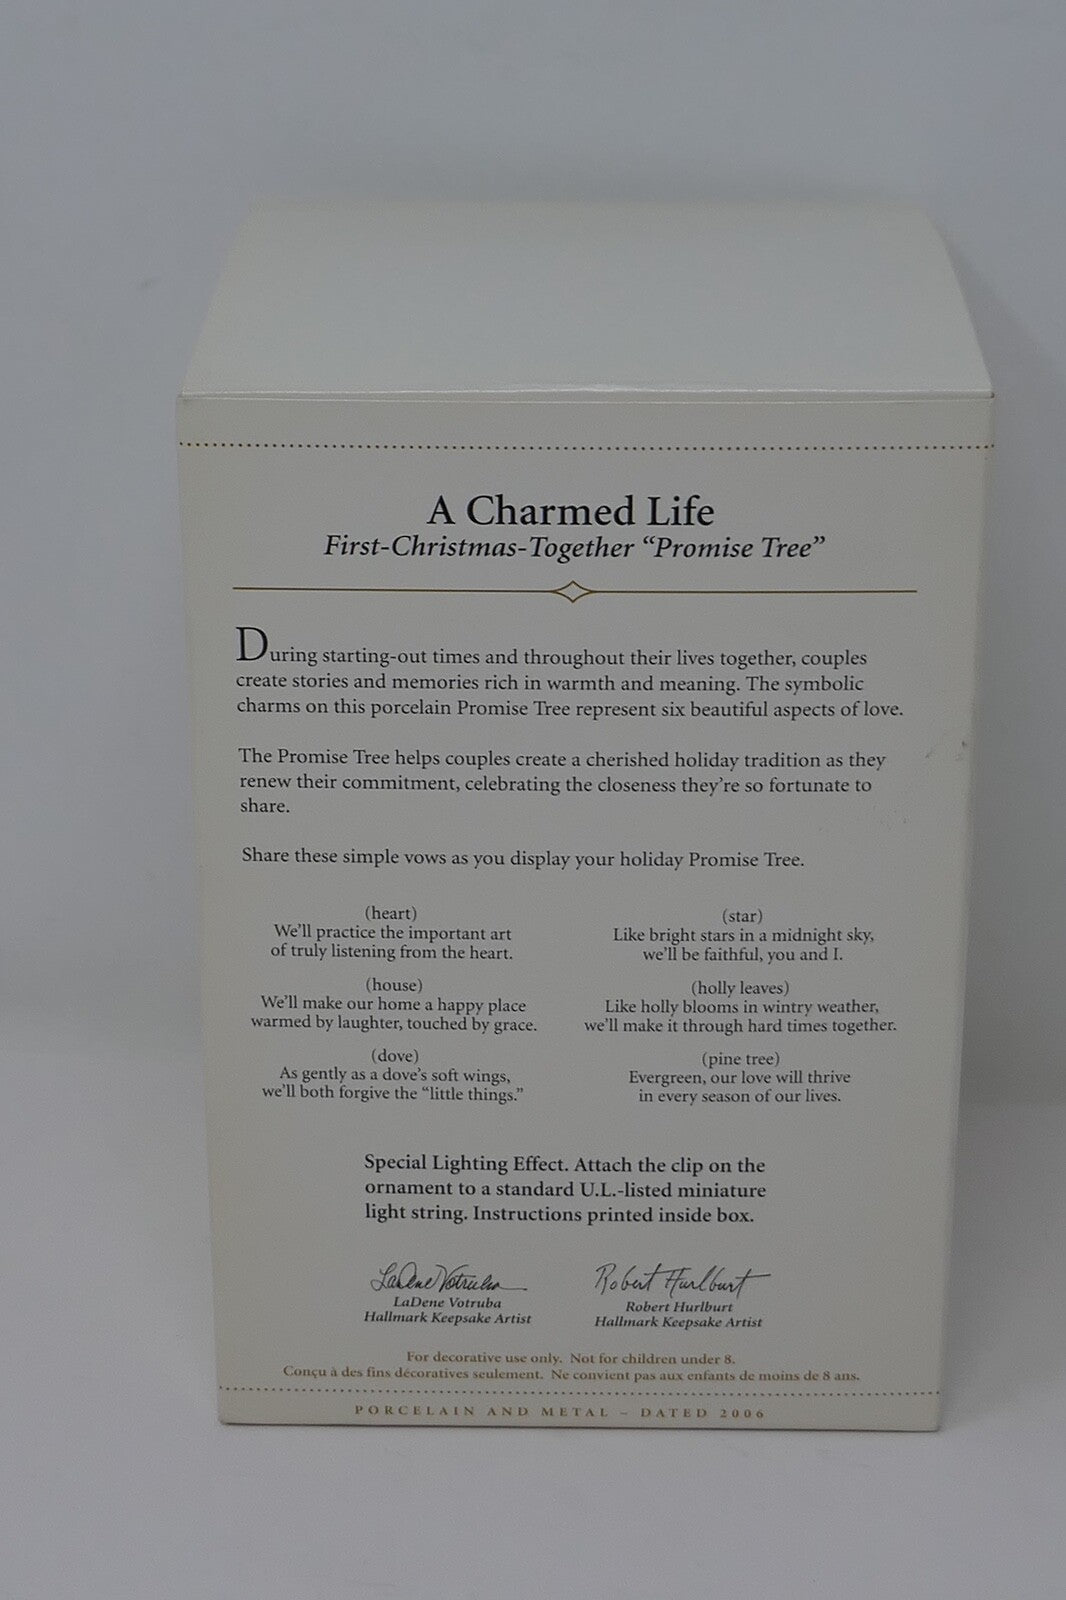 A Charmed Life
First-Christmas-Together “Promise Tree”
During starting-out times and throughout their lives together, couples
create stories and memories rich in warmth and meaning. The symbolic
charms on this porcelain Promise Tree represent six beautiful aspects of love.
The Promise Tree helps couples create a cherished holiday tradition as they
renew their commitment, celebrating the closeness they’re so fortunate to
share.
Share these simple vows as you display your holiday Promise Tree.
(heart)
We’ll practice the important art
of truly listening from the heart.
(house)
We’ll make our home a happy place
warmed by laughter, touched by grace.
(dove)
As gently as a dove’s soft wings,
we’ll both forgive the “little things.”
(star)
Like bright stars in a midnight sky,
we’ll be faithful, you and I.
(holly leaves)
Like holly blooms in wintry weather,
we’ll make it through hard times together.
(pine tree)
Evergreen, our love will thrive
in every season of our lives.
Special Lighting Effect. Attach the clip on the
ornament to a standard U.L.-listed miniature
light string. Instructions printed inside box.
LaDene Votruba
LaDene Votruba
Hallmark Keepsake Artist
Robert Hurlburt
Robert Hurlburt
Hallmark Keepsake Artist
For decorative use only. Not for children under 8.
Conçu à des fins décoratives seulement. Ne convient pas aux enfants de moins de 8 ans.
PORCELAIN AND METAL – DATED 2006